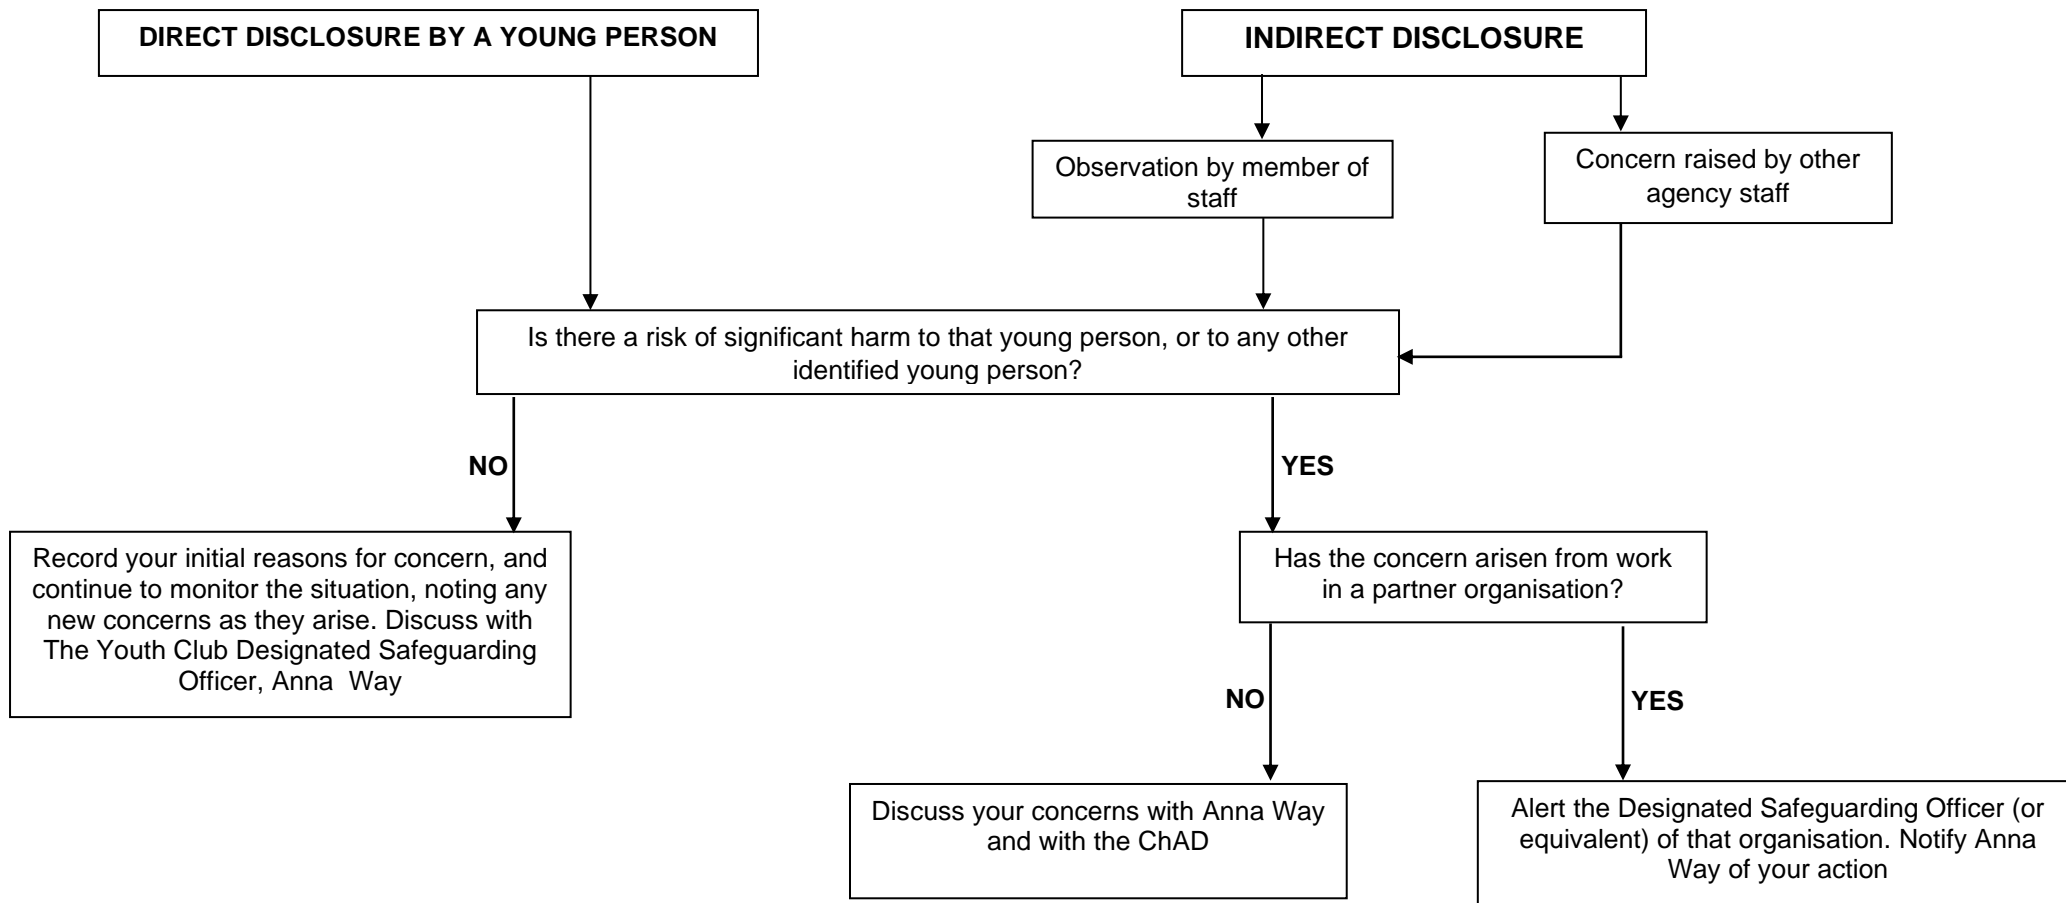 DIRECT DISCLOSURE BY A YOUNG PERSON
INDIRECT DISCLOSURE
Observation by member of
staff
Concern raised by other
agency staff
Is there a risk of significant harm to that young person, or to any other
identified young person?
NO
YES
Record your initial reasons for concern, and
continue to monitor the situation, noting any
new concerns as they arise. Discuss with
The Youth Club Designated Safeguarding
Officer, Anna  Way
Has the concern arisen from work
in a partner organisation?
NO
YES
Discuss your concerns with Anna Way
and with the ChAD
Alert the Designated Safeguarding Officer (or
equivalent) of that organisation. Notify Anna
Way of your action